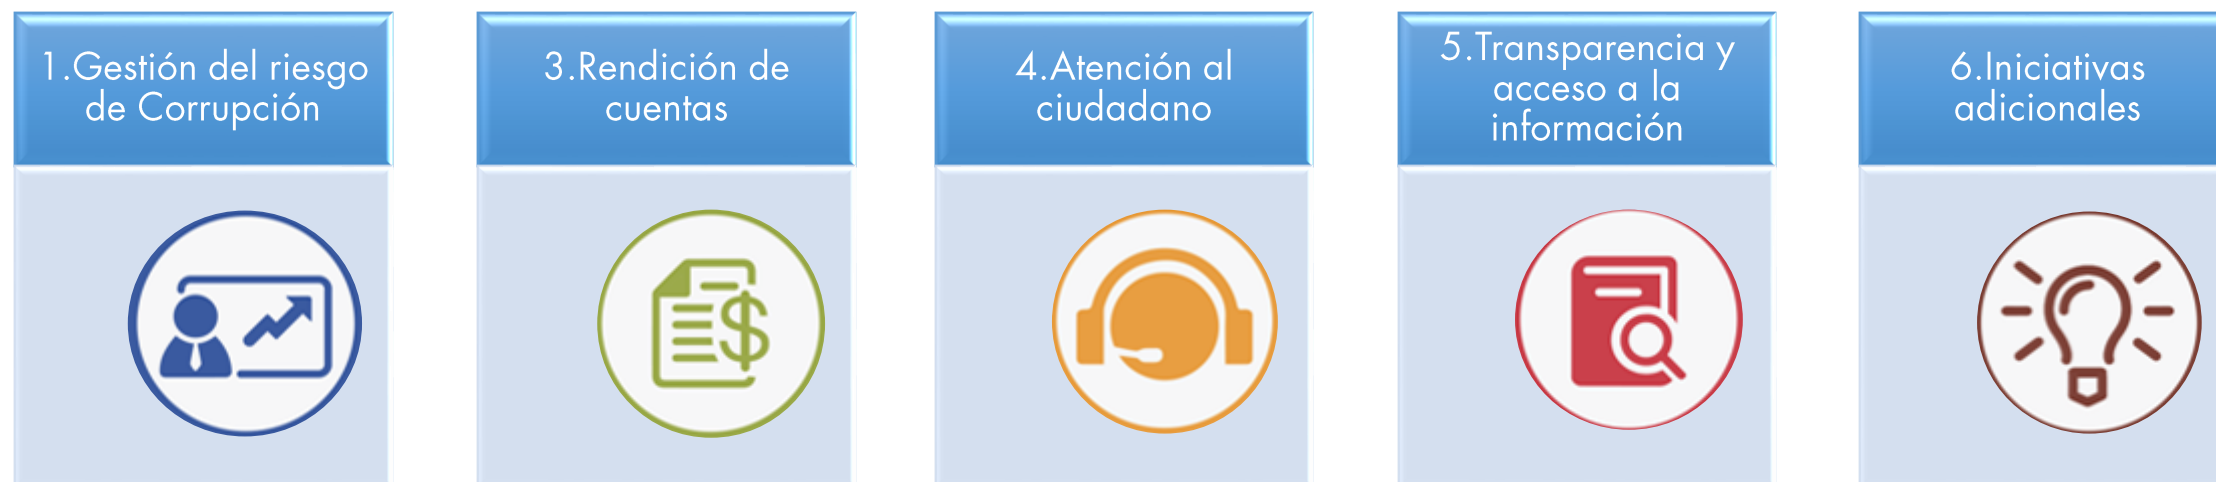 1.Gestión del riesgo
de Corrupción
3.Rendición de
cuentas
4.Atención al
ciudadano
5.Transparencia y
acceso a la
información
6.Iniciativas
adicionales
$